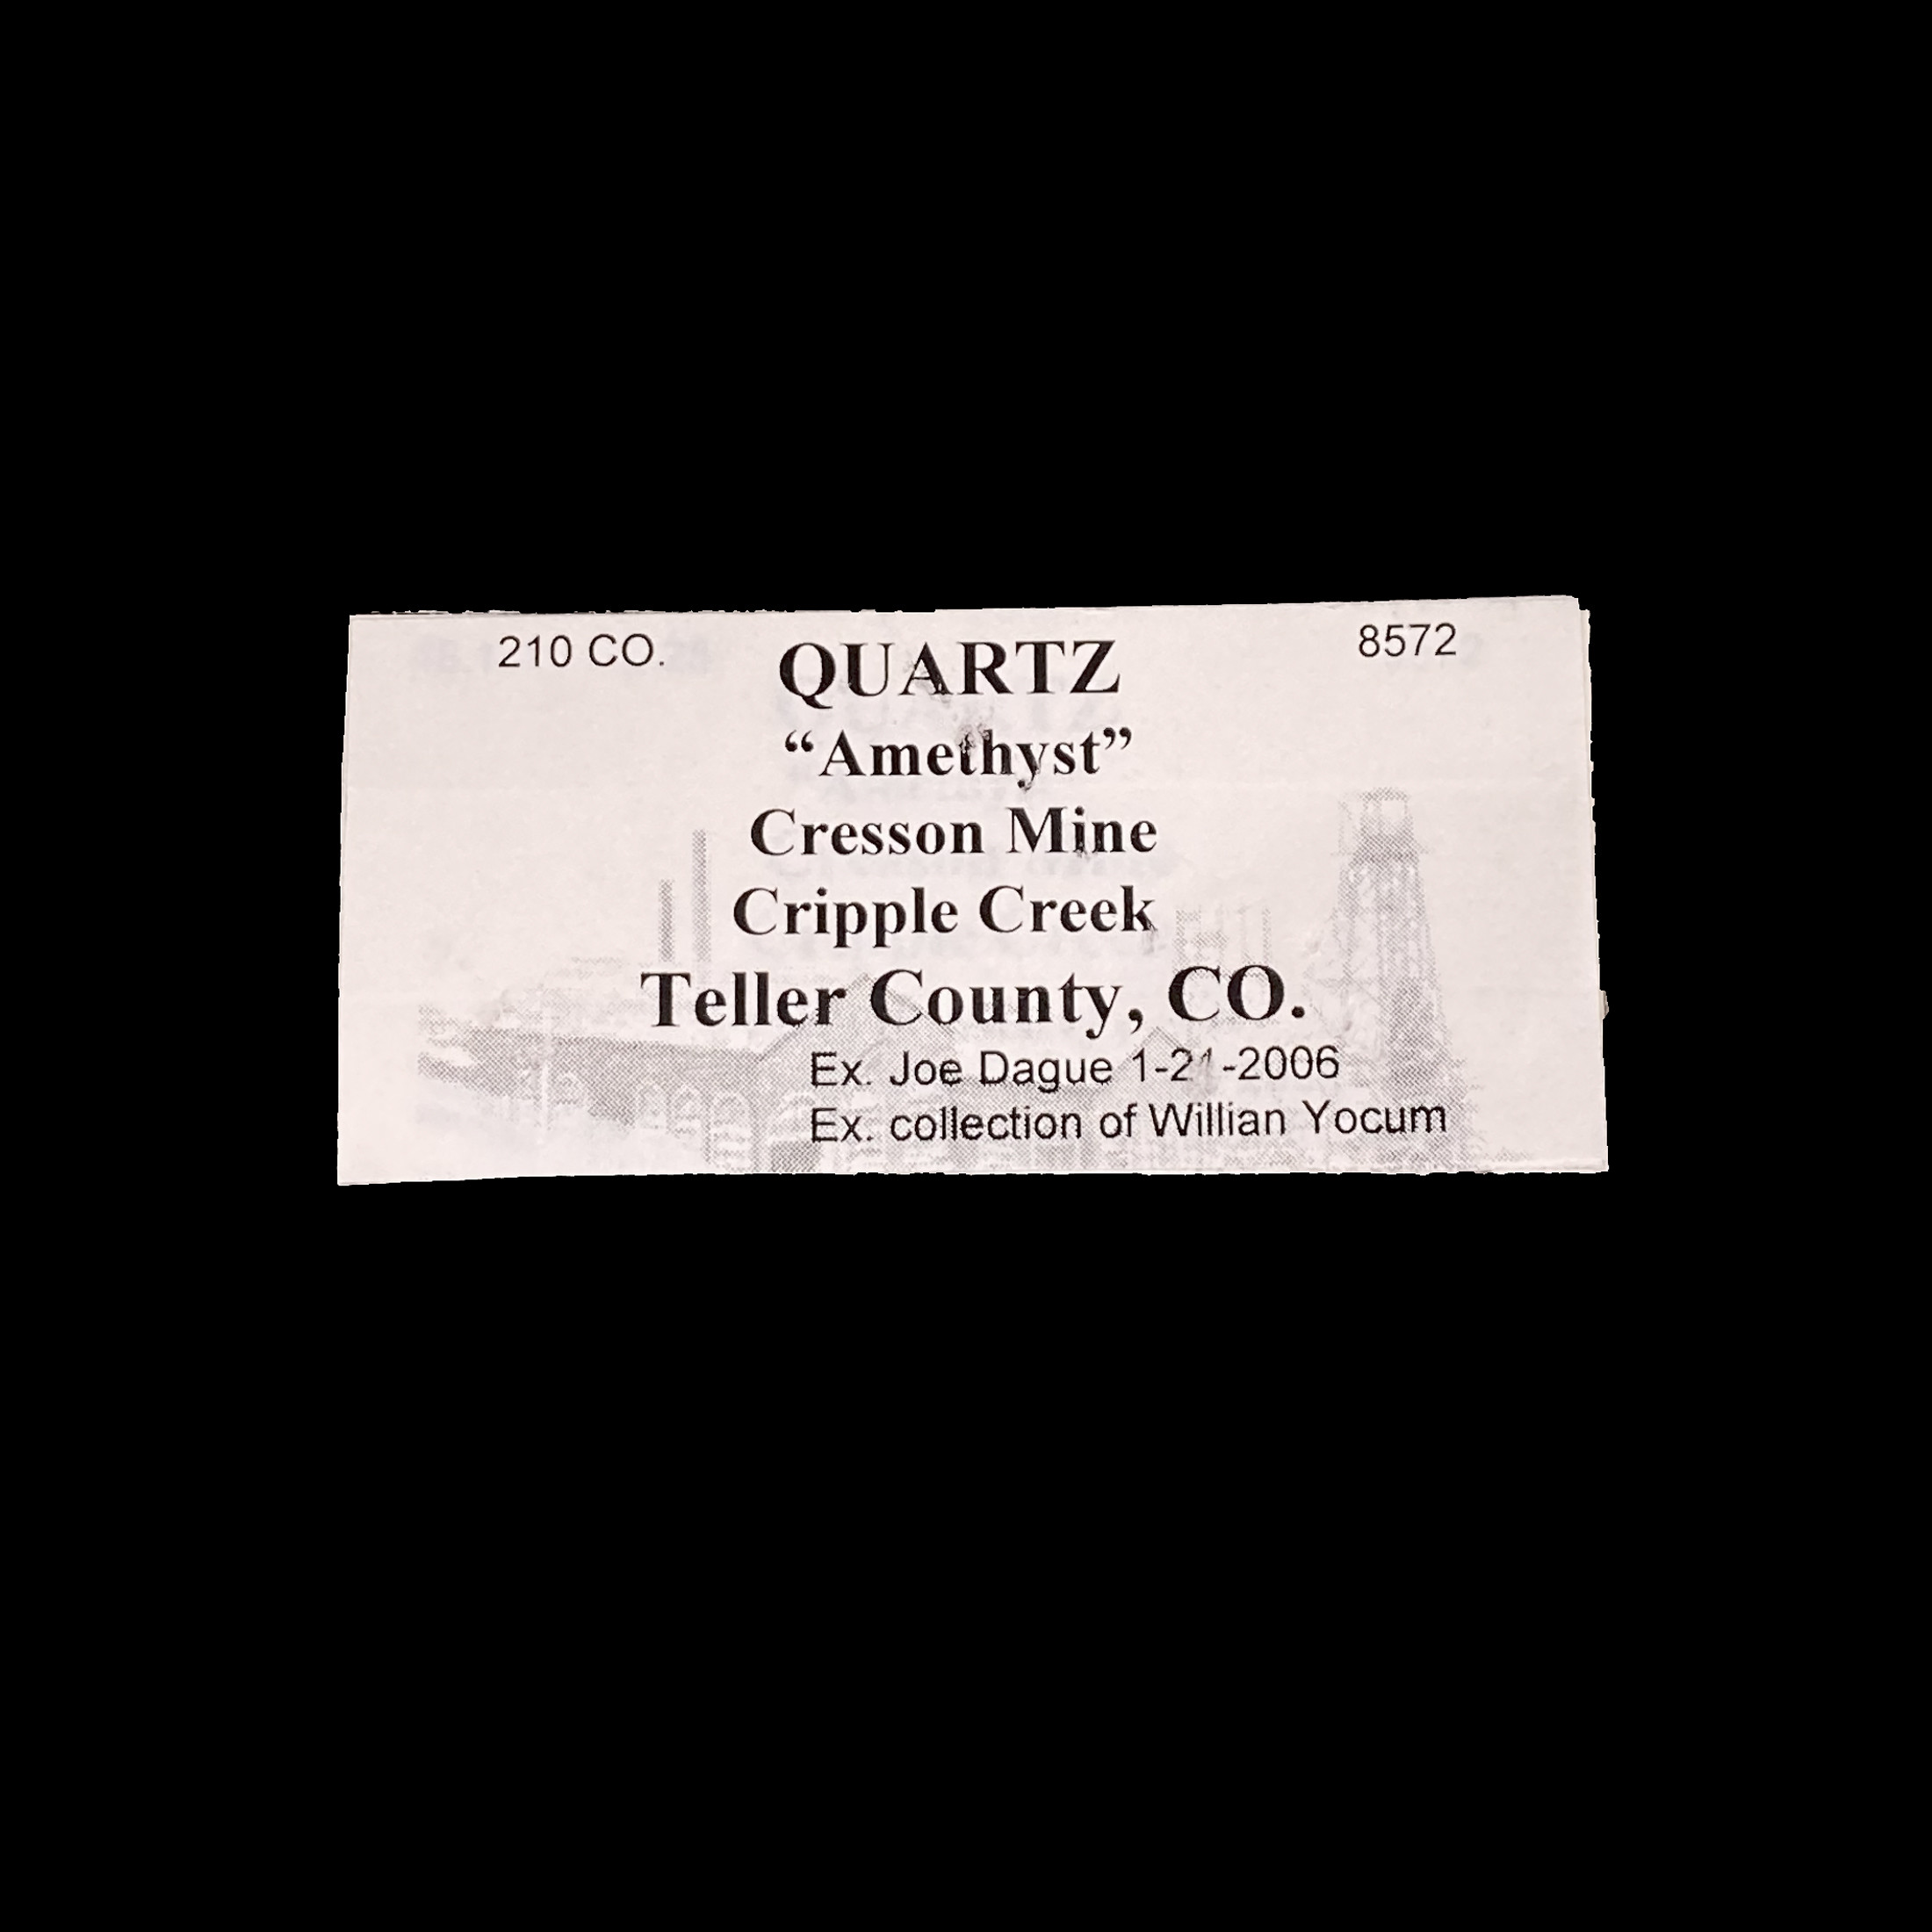 210 CO.
QUARTZ
8572
“Amethyst”
Cresson Mine
Cripple Creek
Teller County, CO.
Ex. Joe Dague 1-21-2006
Ex. collection of Willian Yocum